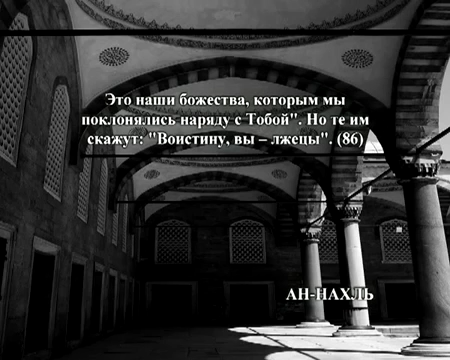 Это наши божества, которым мы
поклонялись наряду с Тобой". Но те им
скажут: "Воистину, вы – лжецы". (86)
АН-НАХЛЬ